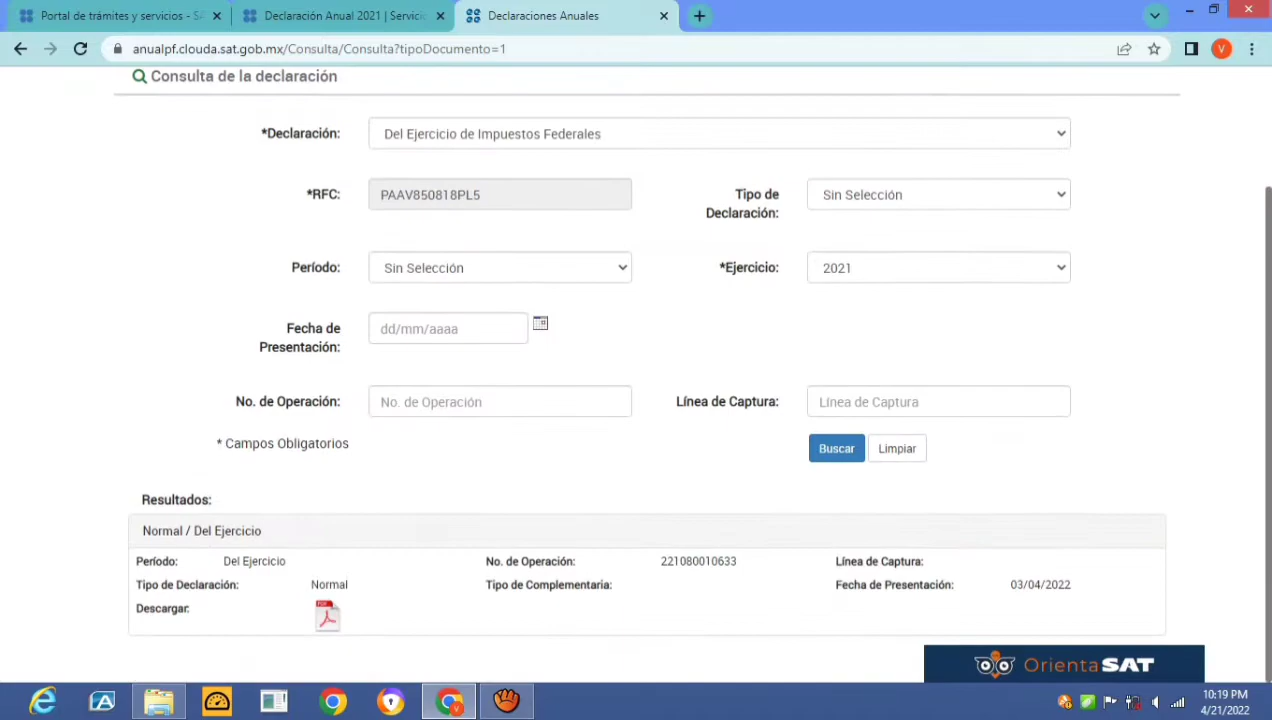 Portal de trámites y servicios - SA
Declaración Anual 2021 | Servicio
Declaraciones Anuales
anualpf.clouda.sat.gob.mx/Consulta/Consulta?tipoDocumento=1
V
Consulta de la declaración
*Declaración: Del Ejercicio de Impuestos Federales
*RFC: PAAV850818PL5
Tipo de Declaración: Sin Selección
Período: Sin Selección
*Ejercicio: 2021
Fecha de Presentación: dd/mm/aaaa
No. de Operación: No. de Operación
Línea de Captura: Línea de Captura
* Campos Obligatorios
Buscar Limpiar
Resultados:
Normal / Del Ejercicio
Período: Del Ejercicio No. de Operación: 221080010633 Línea de Captura:
Tipo de Declaración: Normal Tipo de Complementaria: Fecha de Presentación: 03/04/2022
Descargar: PDF
OrientaSAT
10:19 PM
4/21/2022